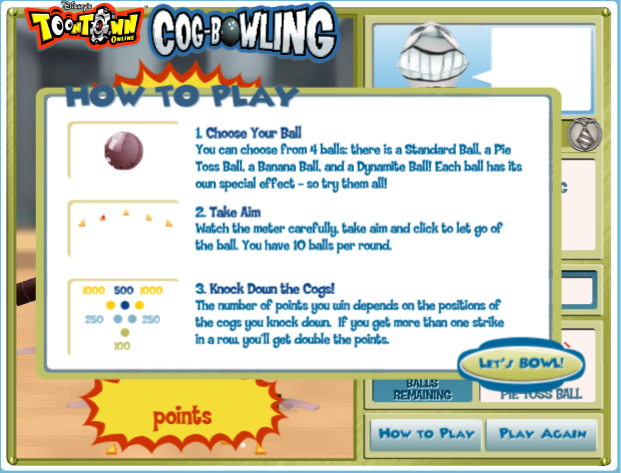 Disney's
TOONTOWN
ONLINE
COG-BOWLING
HOW TO PLAY
1. Choose Your Ball
You can choose from 4 balls: there is a Standard Ball, a Pie
Toss Ball, a Banana Ball, and a Dynamite Ball! Each ball has its
own special effect - so try them all!
2. Take Aim
Watch the meter carefully, take aim and click to let go of
the ball. You have 10 balls per round.
3. Knock Down the Cogs!
The number of points you win depends on the positions of
the cogs you knock down. If you get more than one strike
in a row, you'll get double the points.
1000 500 1000
250 250
100
LET'S BOWL!
points
BALLS
REMAINING
PIE TOSS BALL
HOW TO PLAY
PLAY AGAIN